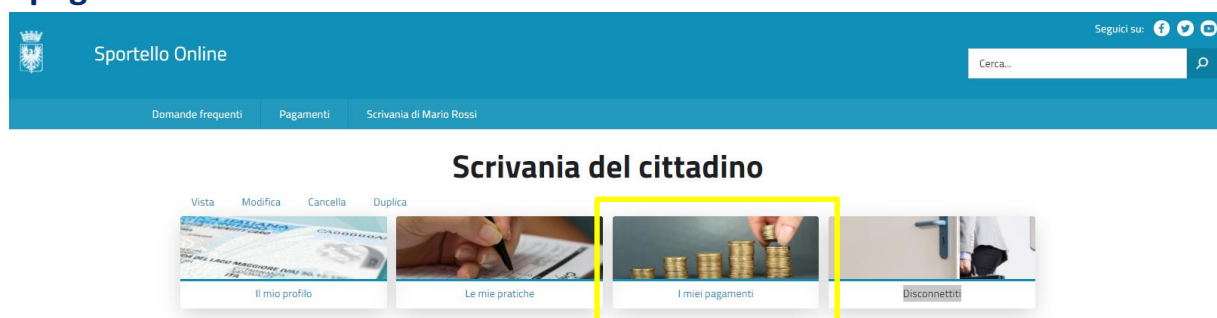 Seguici su:
Sportello Online
Cerca...
Domande frequenti Pagamenti Scrivania di Mario Rossi
Scrivania del cittadino
Vista Modifica Cancella Duplica
Il mio profilo Le mie pratiche I miei pagamenti Disconnettiti